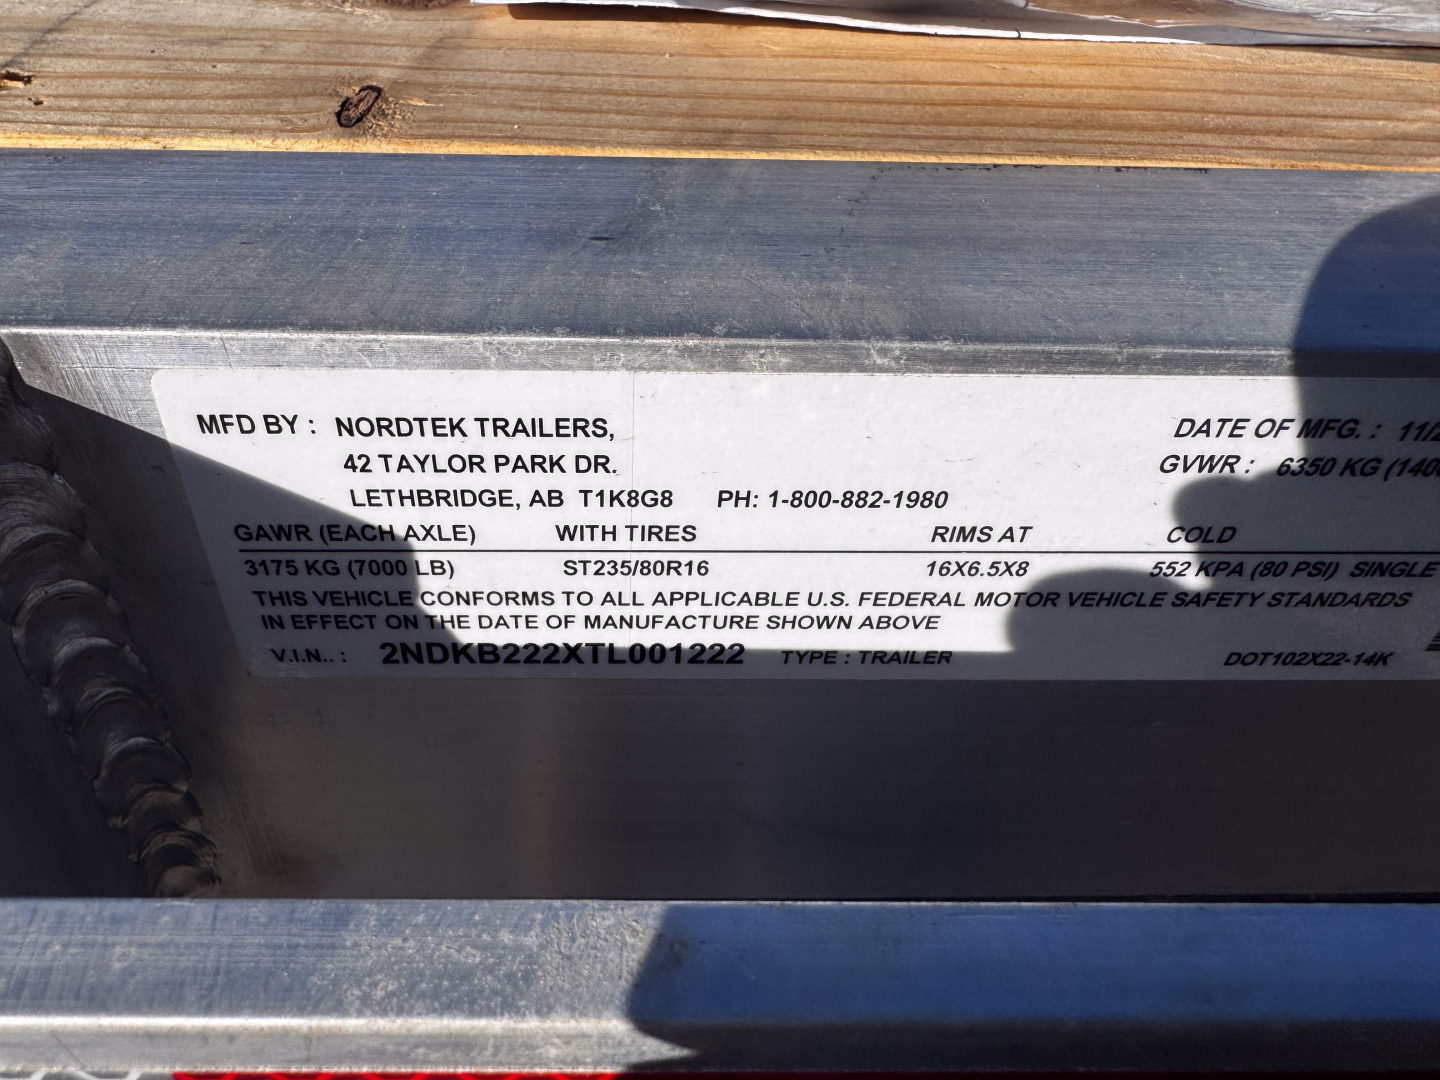 MFD BY : NORDTEK TRAILERS, DATE OF MFG. :
42 TAYLOR PARK DR. GVWR : 6350 KG
LETHBRIDGE, AB T1K8G8 PH: 1-800-882-1980
GAWR (EACH AXLE) WITH TIRES RIMS AT COLD
3175 KG (7000 LB) ST235/80R16 16X6.5X8 552 KPA (80 PSI) SINGLE
THIS VEHICLE CONFORMS TO ALL APPLICABLE U.S. FEDERAL MOTOR VEHICLE SAFETY STANDARDS
IN EFFECT ON THE DATE OF MANUFACTURE SHOWN ABOVE
V.I.N.. : 2NDKB222XTL001222 TYPE : TRAILER DOT102X22-14K